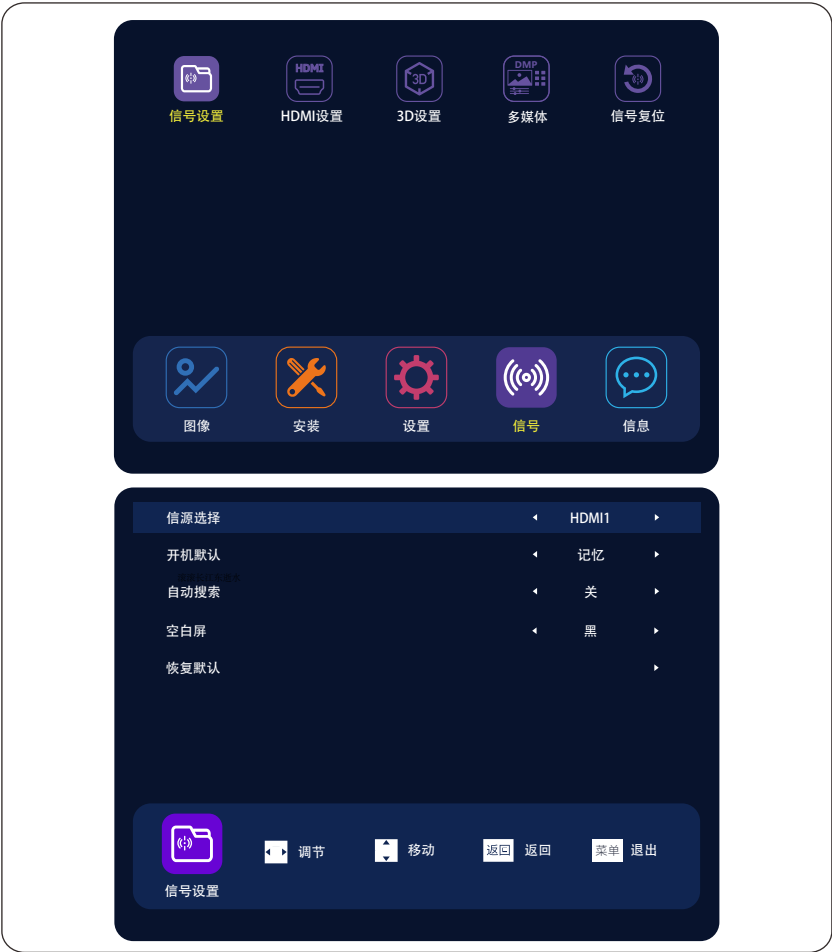 HDMI
3D
DMP
信号设置
HDMI设置
3D设置
多媒体
信号复位
图像
安装
设置
信号
信息
信源选择 HDMI1
开机默认 记忆
自动搜索 关
空白屏 黑
恢复默认
调节
移动
返回 返回
菜单 退出
信号设置